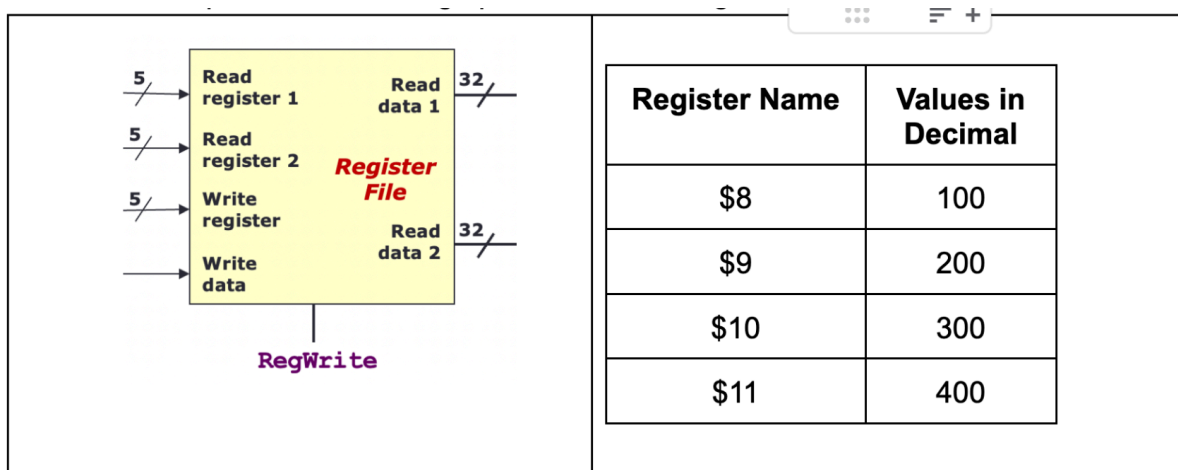 5
Read
register 1
Read
data 1
32
5
Read
register 2
Register
File
5
Write
register
Read
data 2
32
Write
data
RegWrite
Register Name
Values in
Decimal
$8
100
$9
200
$10
300
$11
400